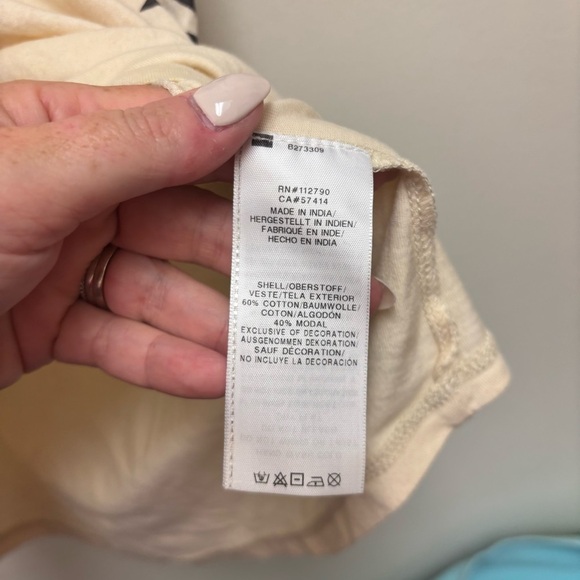 B273309
RN#112790
CA#57414
MADE IN INDIA/
HERGESTELLT IN INDIEN/
FABRIQUÉ EN INDE/
HECHO EN INDIA
SHELL/OBERSTOFF/
VESTE/TELA EXTERIOR
60% COTTON/BAUMWOLLE/
COTON/ALGODÓN
40% MODAL
EXCLUSIVE OF DECORATION/
AUSGENOMMEN DEKORATION/
SAUF DÉCORATION/
NO INCLUYE LA DECORACIÓN